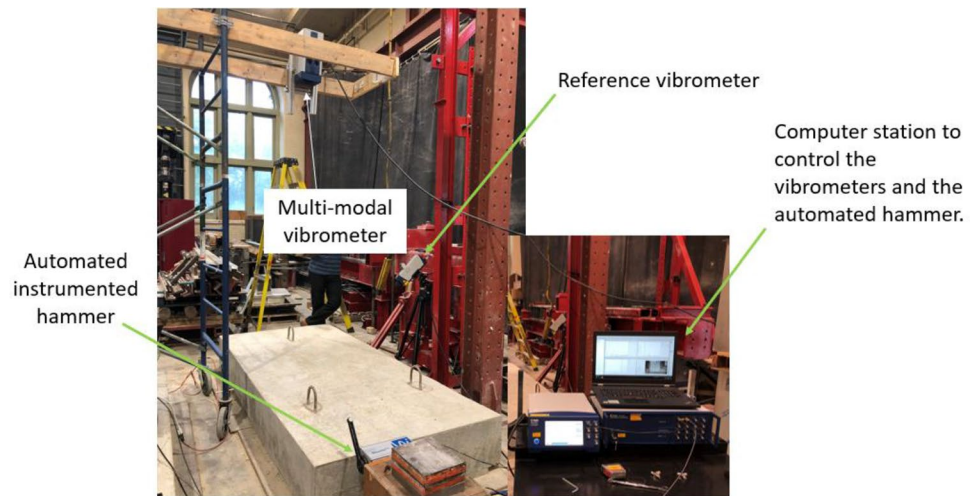 Reference vibrometer
Computer station to
control the
vibrometers and the
automated hammer.
Multi-modal
vibrometer
Automated
instrumented
hammer